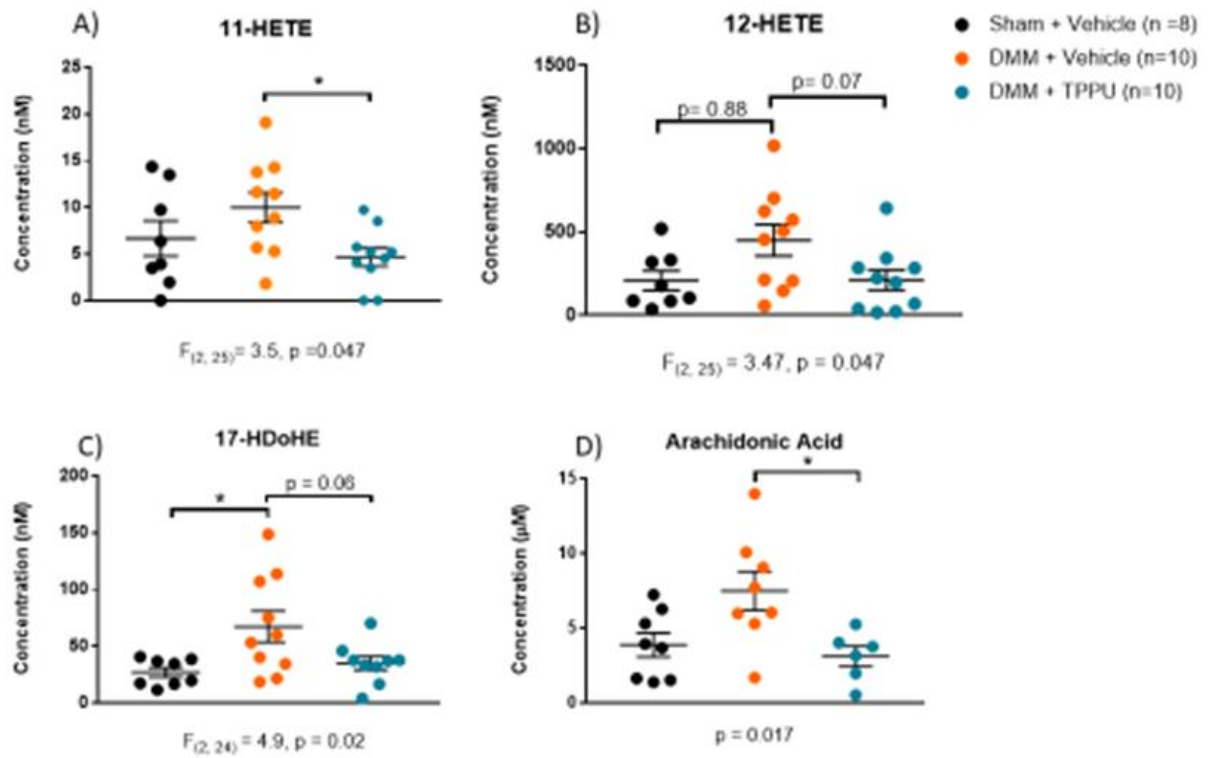 A)
11-HETE
Concentration (nM)
25
20
15
10
5
0
*
F(2, 25)= 3.5, p =0.047
B)
12-HETE
Concentration (nM)
1500
1000
500
0
p= 0.88
p= 0.07
F(2, 25) = 3.47, p = 0.047
Sham + Vehicle (n =8)
DMM + Vehicle (n=10)
DMM + TPPU (n=10)
C)
17-HDoHE
Concentration (nM)
200
150
100
50
0
*
p = 0.06
F(2, 24) = 4.9, p = 0.02
D)
Arachidonic Acid
Concentration (µM)
15
10
5
0
*
p = 0.017